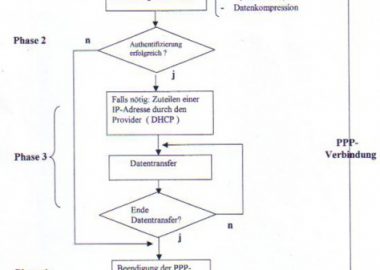 - Datenkompression
Phase 2
n
Authentifizierung
erfolgreich ?
j
Falls nötig: Zuteilen einer
IP-Adresse durch den
Provider ( DHCP )
Phase 3
PPP-
Verbindung
Datentransfer
Ende
Datentransfer?
n
j
Beendigung der PPP-